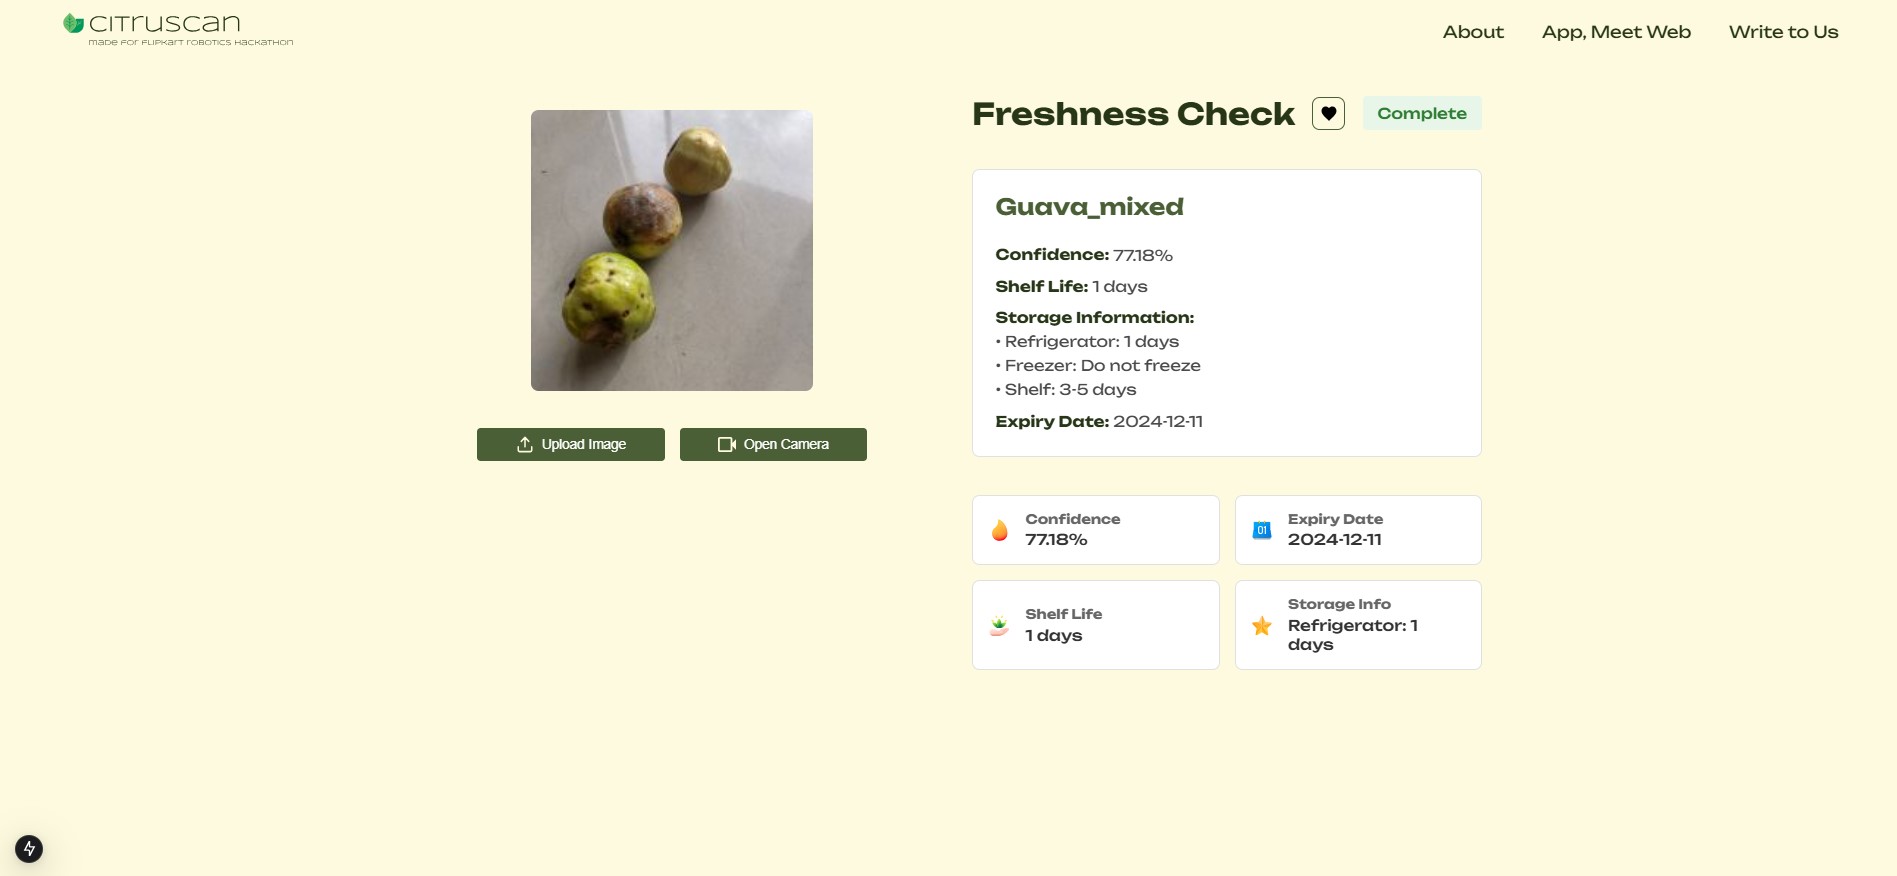 citruscan
made for flipkart robotics hackathon
About
App, Meet Web
Write to Us
Freshness Check
Complete
Guava_mixed
Confidence: 77.18%
Shelf Life: 1 days
Storage Information:
• Refrigerator: 1 days
• Freezer: Do not freeze
• Shelf: 3-5 days
Expiry Date: 2024-12-11
Upload Image
Open Camera
Confidence
77.18%
01
Expiry Date
2024-12-11
Shelf Life
1 days
Storage Info
Refrigerator: 1
days